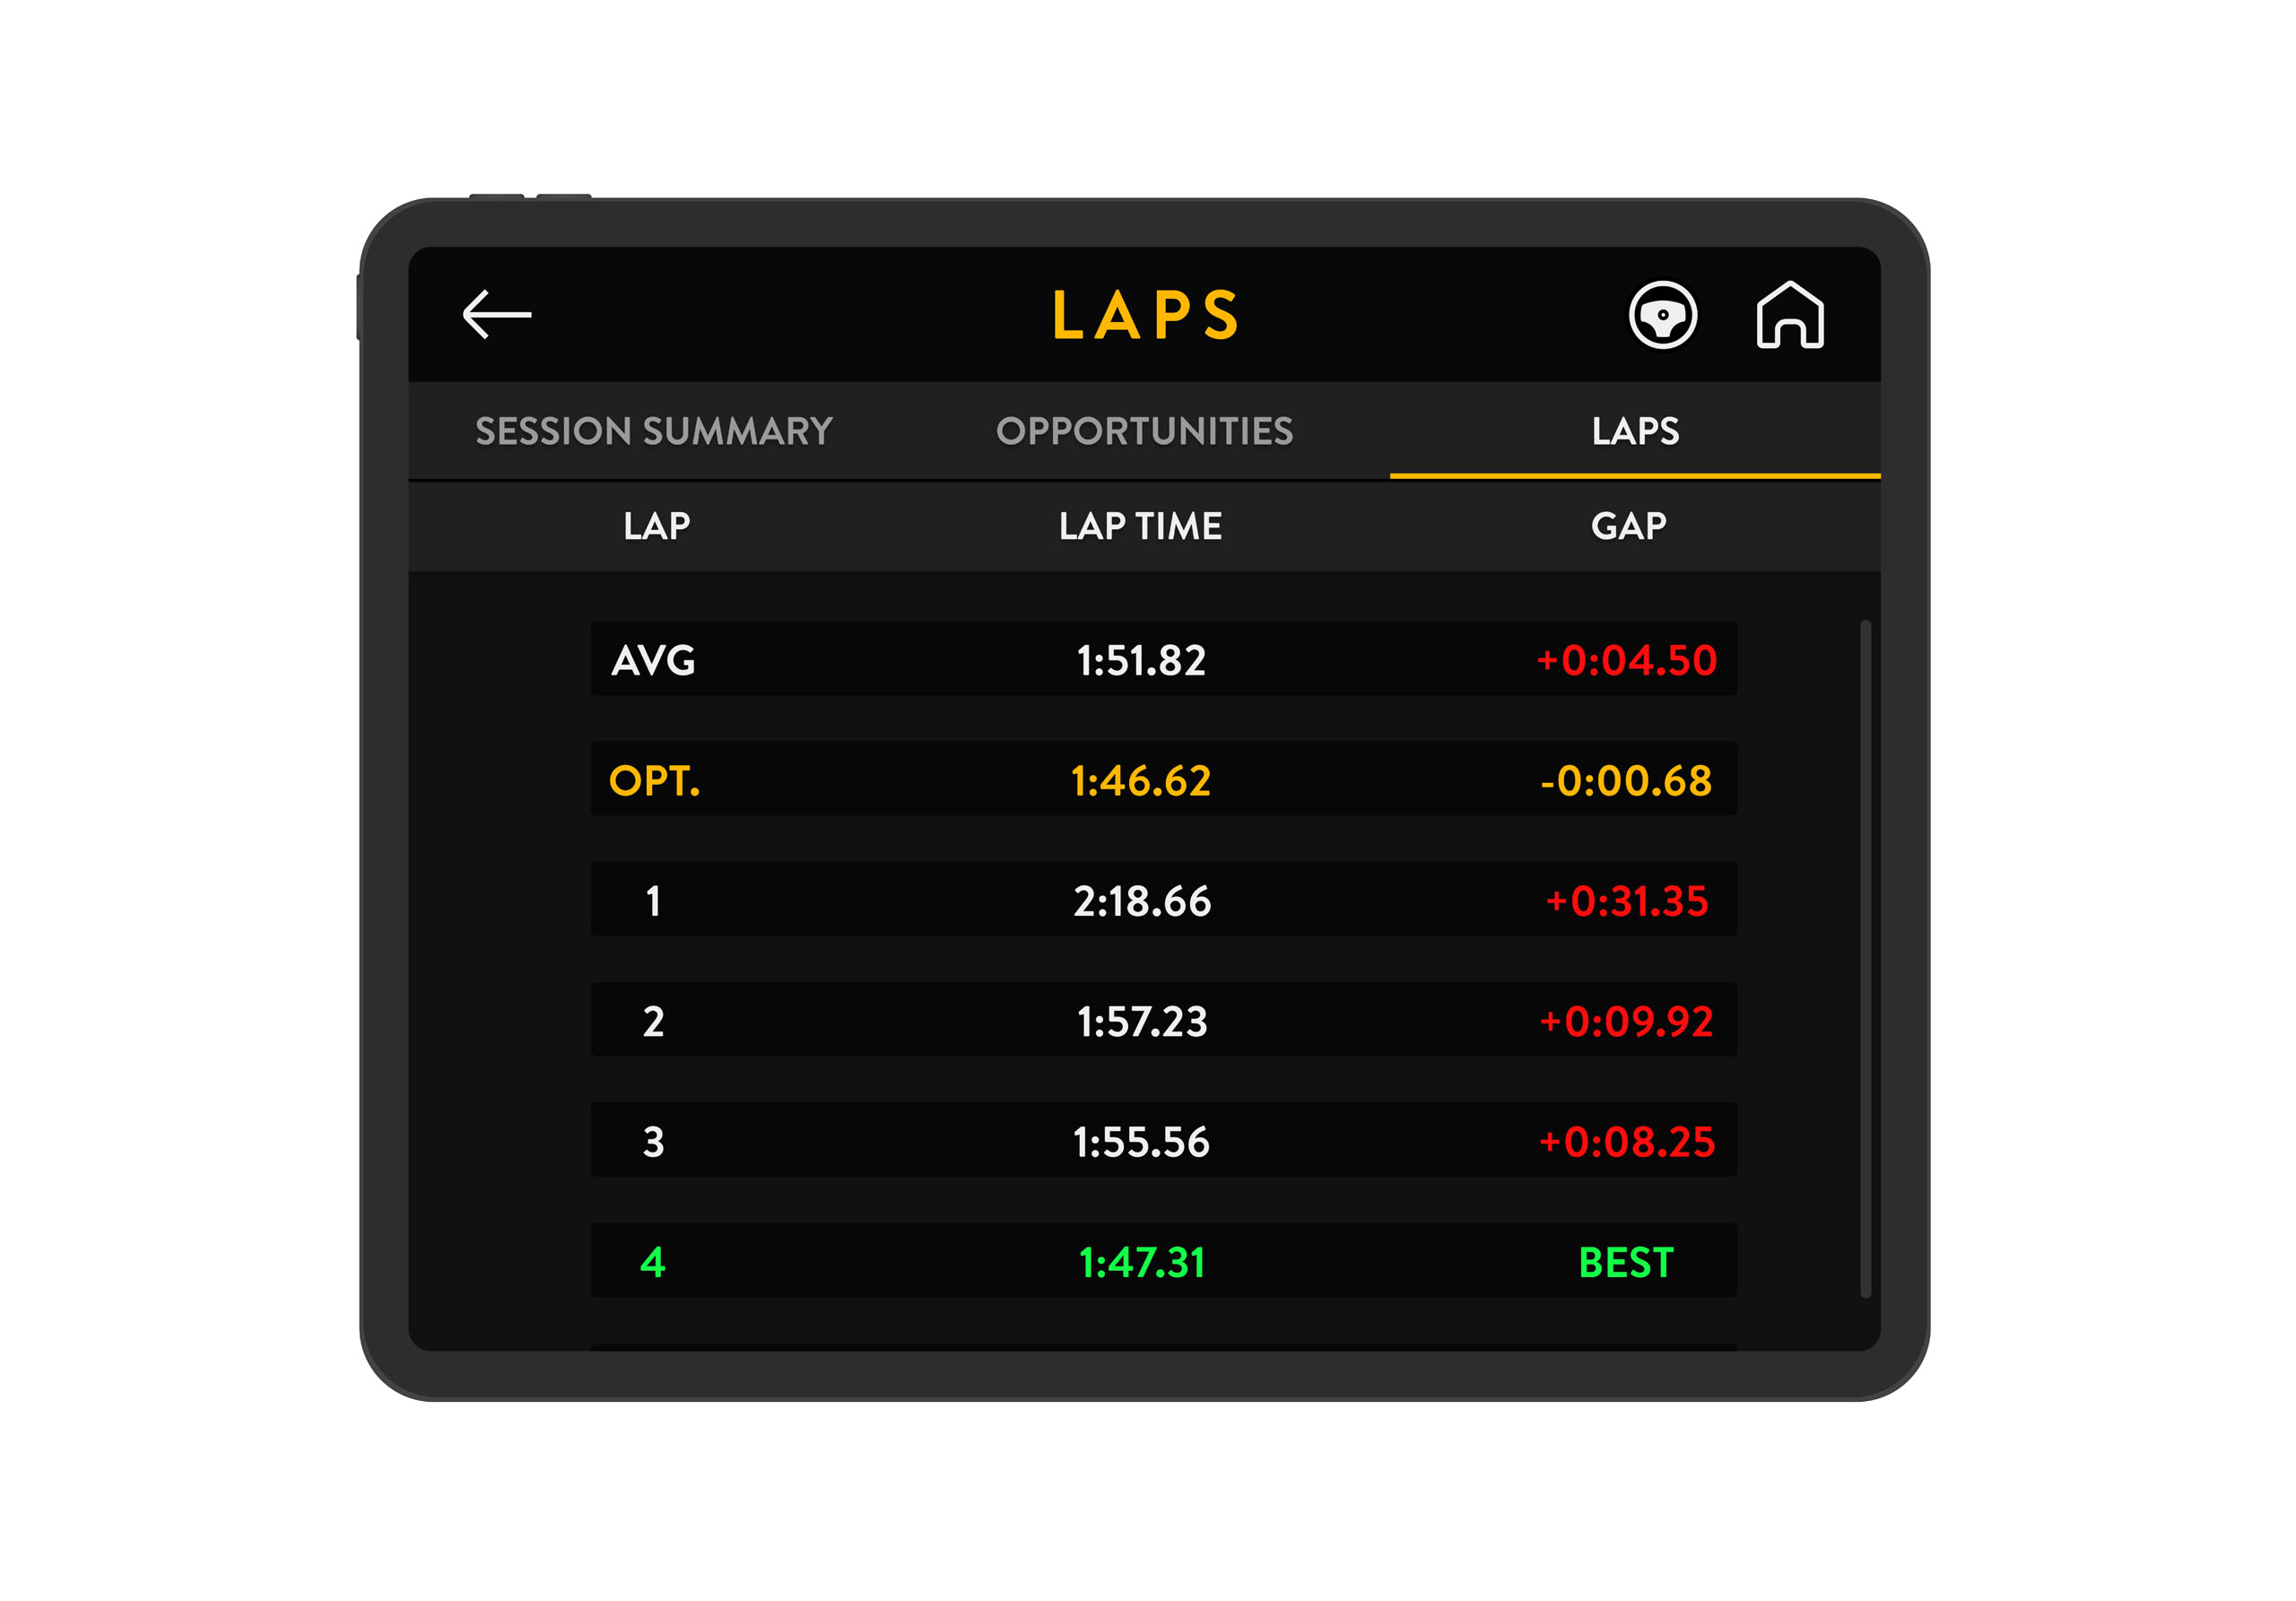 LAPS
SESSION SUMMARY OPPORTUNITIES LAPS
LAP LAP TIME GAP
AVG 1:51.82 +0:04.50
OPT. 1:46.62 -0:00.68
1 2:18.66 +0:31.35
2 1:57.23 +0:09.92
3 1:55.56 +0:08.25
4 1:47.31 BEST